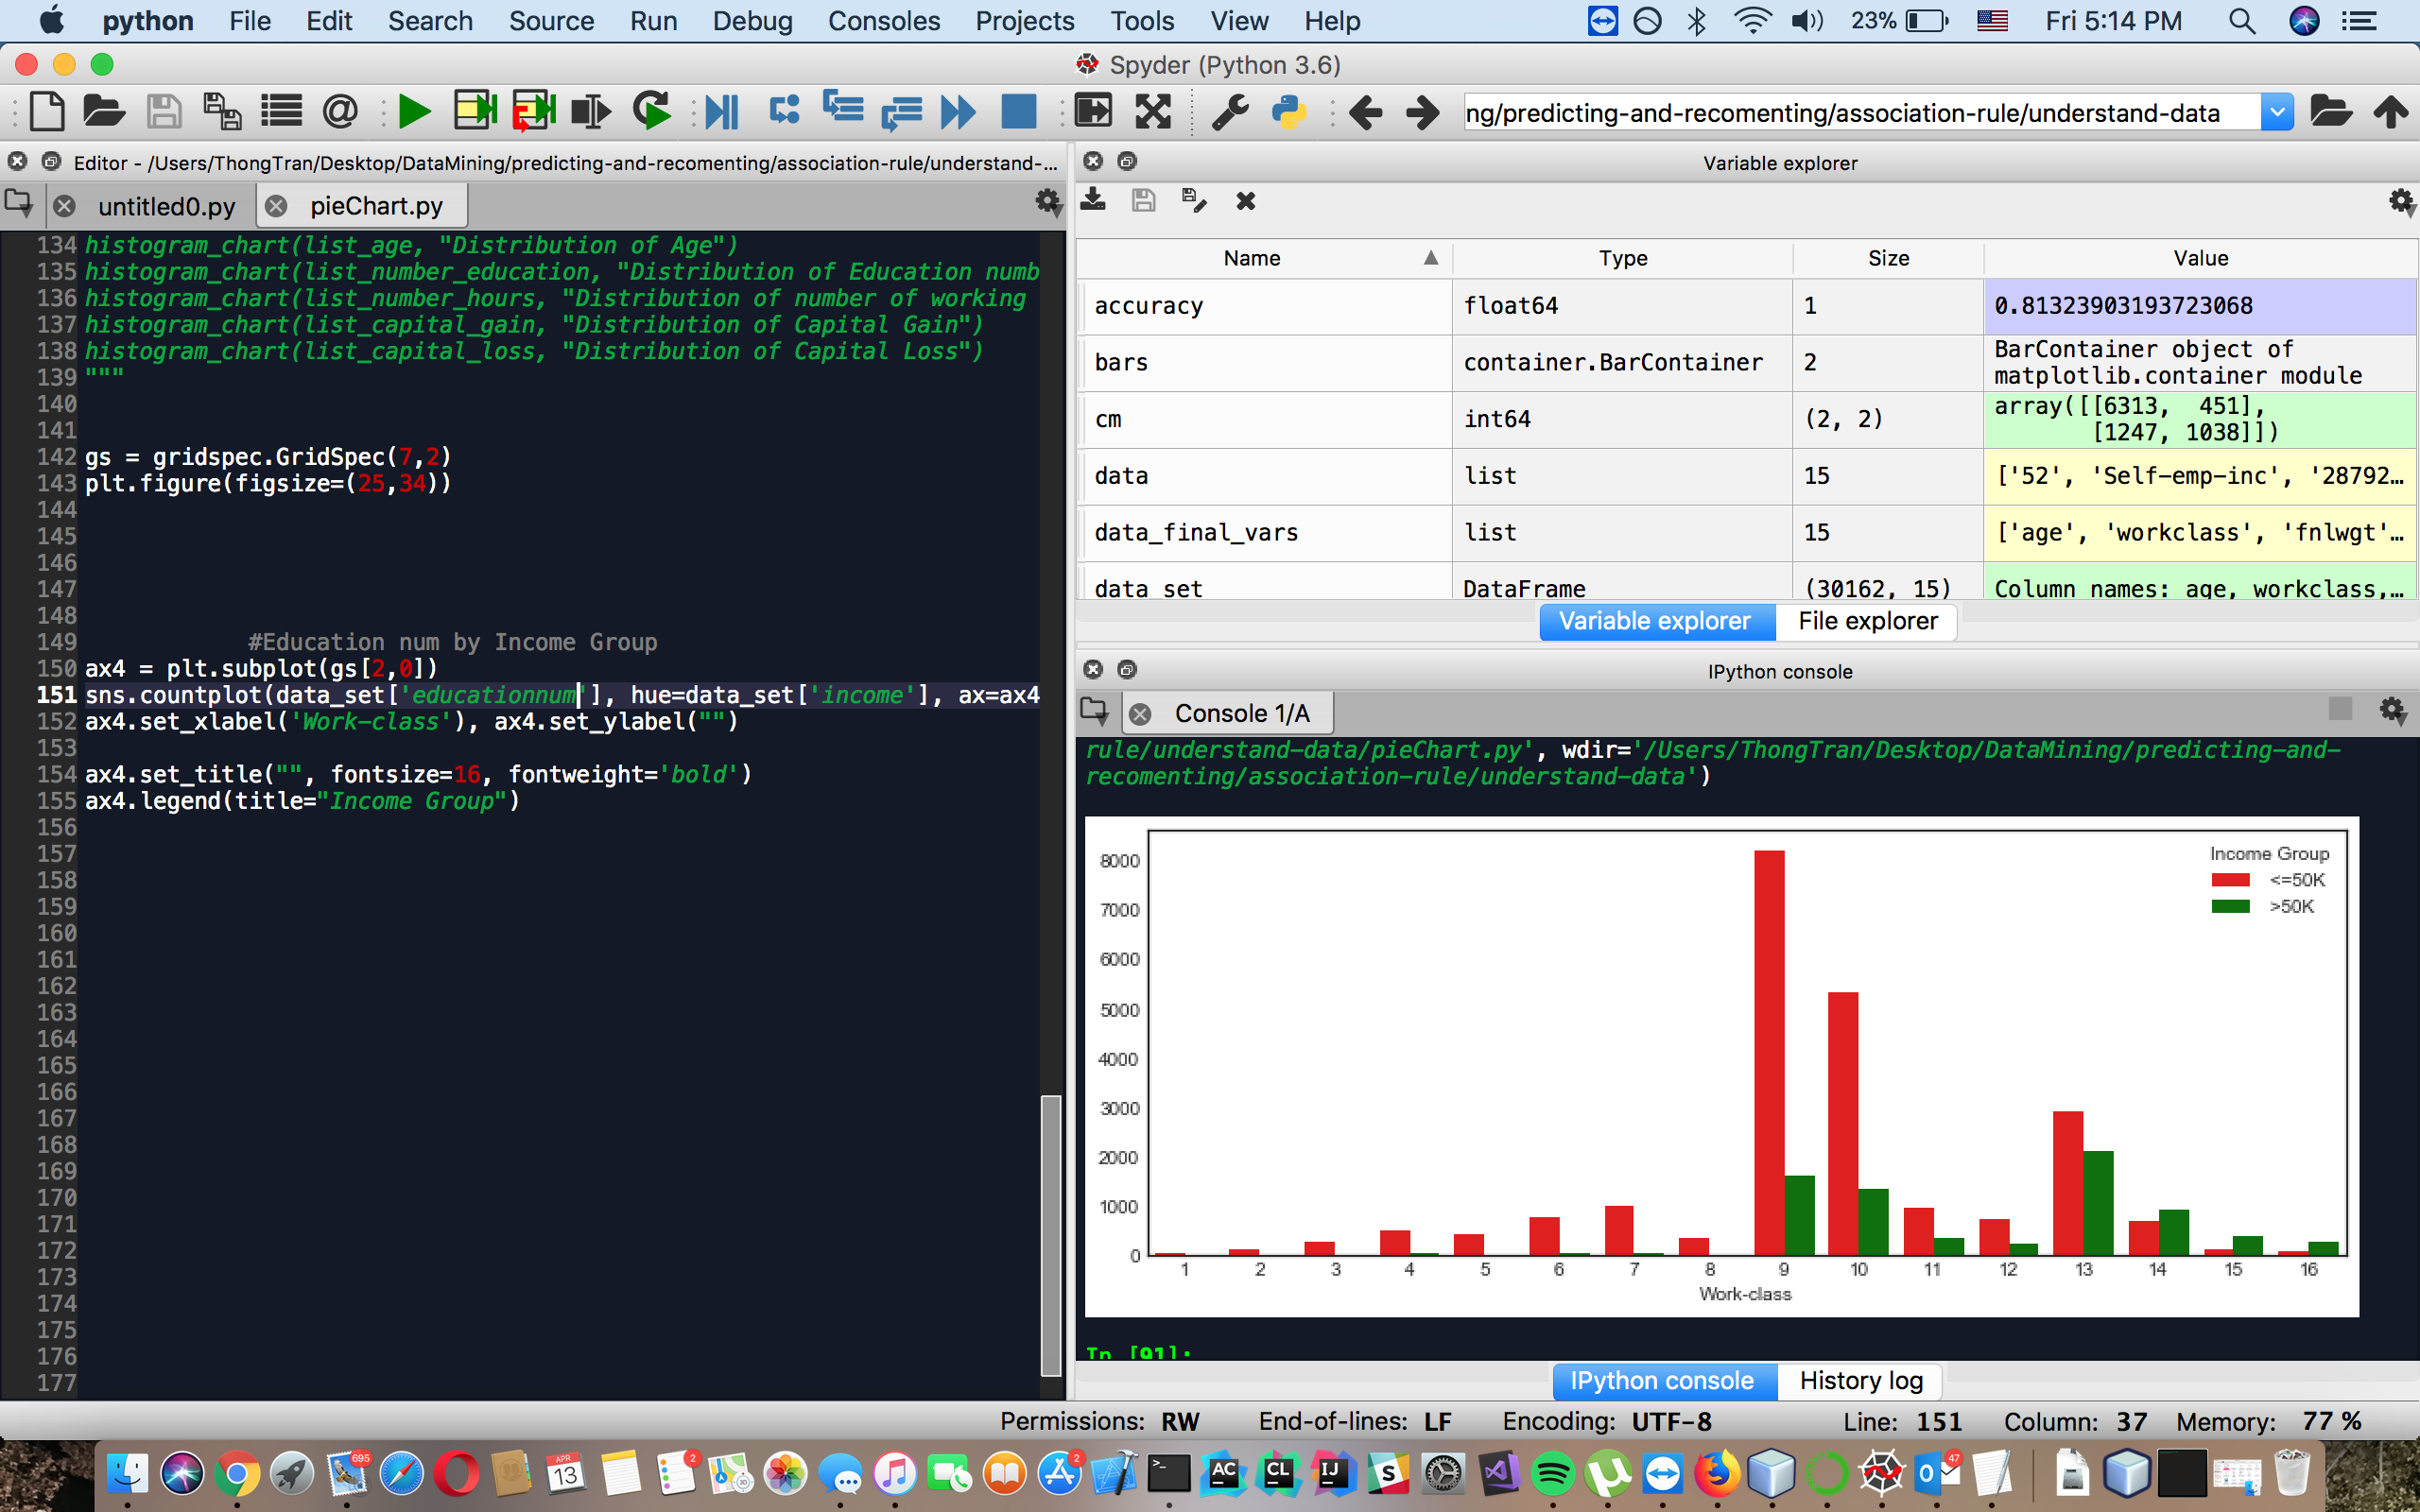 python File Edit Search Source Run Debug Consoles Projects Tools View Help 23% Fri 5:14 PM
Spyder (Python 3.6)
ng/predicting-and-recomenting/association-rule/understand-data
Editor - /Users/ThongTran/Desktop/DataMining/predicting-and-recomenting/association-rule/understand-...
untitled0.py pieChart.py
134 histogram_chart(list_age, "Distribution of Age")
135 histogram_chart(list_number_education, "Distribution of Education numb
136 histogram_chart(list_number_hours, "Distribution of number of working
137 histogram_chart(list_capital_gain, "Distribution of Capital Gain")
138 histogram_chart(list_capital_loss, "Distribution of Capital Loss")
139 """
140
141
142 gs = gridspec.GridSpec(7,2)
143 plt.figure(figsize=(25,34))
144
145
146
147
148
149 #Education num by Income Group
150 ax4 = plt.subplot(gs[2,0])
151 sns.countplot(data_set['educationnum'], hue=data_set['income'], ax=ax4
152 ax4.set_xlabel('Work-class'), ax4.set_ylabel("")
153
154 ax4.set_title("", fontsize=16, fontweight='bold')
155 ax4.legend(title="Income Group")
156
157
158
159
160
161
162
163
164
165
166
167
168
169
170
171
172
173
174
175
176
177
Variable explorer
Name Type Size Value
accuracy float64 1 0.81323903193723068
bars container.BarContainer 2 BarContainer object of
matplotlib.container module
cm int64 (2, 2) array([[6313, 451],
[1247, 1038]])
data list 15 ['52', 'Self-emp-inc', '28792…
data_final_vars list 15 ['age', 'workclass', 'fnlwgt'…
data_set DataFrame (30162, 15) Column names: age, workclass,…
Variable explorer File explorer
IPython console
Console 1/A
rule/understand-data/pieChart.py', wdir='/Users/ThongTran/Desktop/DataMining/predicting-and-
recomenting/association-rule/understand-data')
Income Group
<=50K
>50K
8000
7000
6000
5000
4000
3000
2000
1000
0
1 2 3 4 5 6 7 8 9 10 11 12 13 14 15 16
Work-class
In [91]:
IPython console History log
Permissions: RW End-of-lines: LF Encoding: UTF-8 Line: 151 Column: 37 Memory: 77 %
695 APR 13 2 2 >_ AC CL IJ S 47